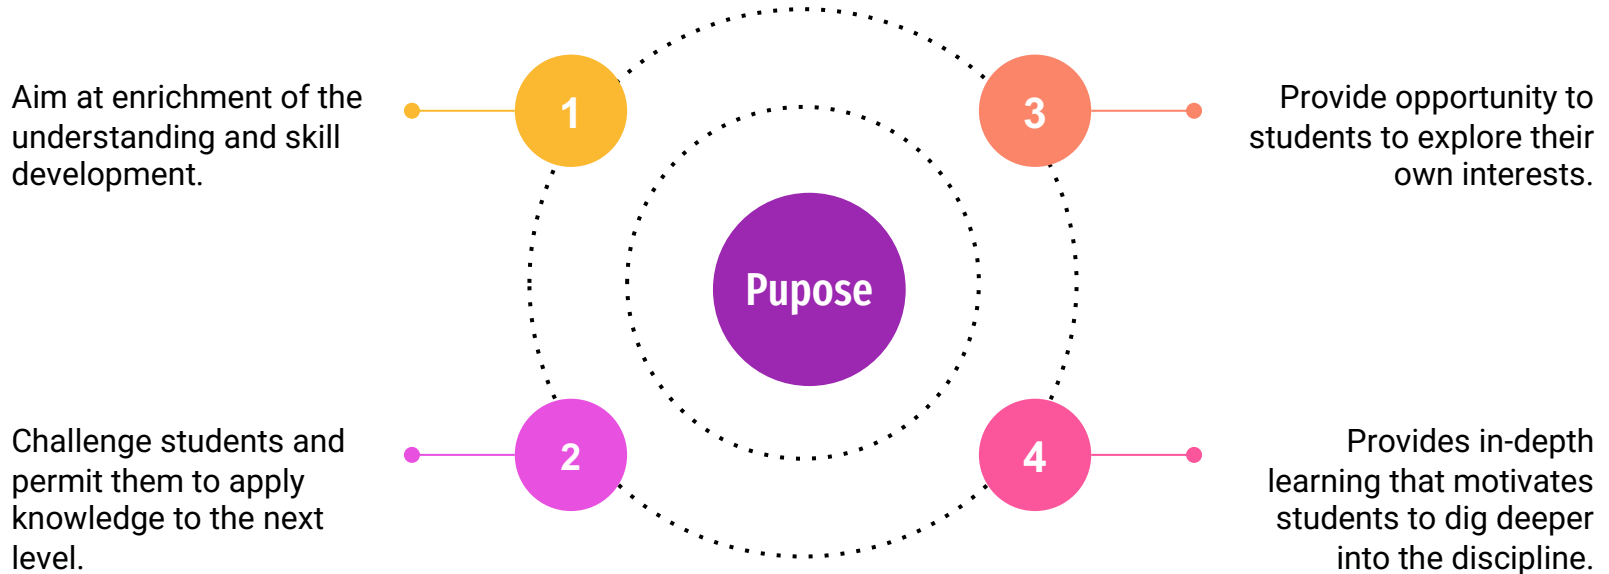 Aim at enrichment of the
understanding and skill
development.
1
Challenge students and
permit them to apply
knowledge to the next
level.
2
Pupose
3
Provide opportunity to
students to explore their
own interests.
4
Provides in-depth
learning that motivates
students to dig deeper
into the discipline.